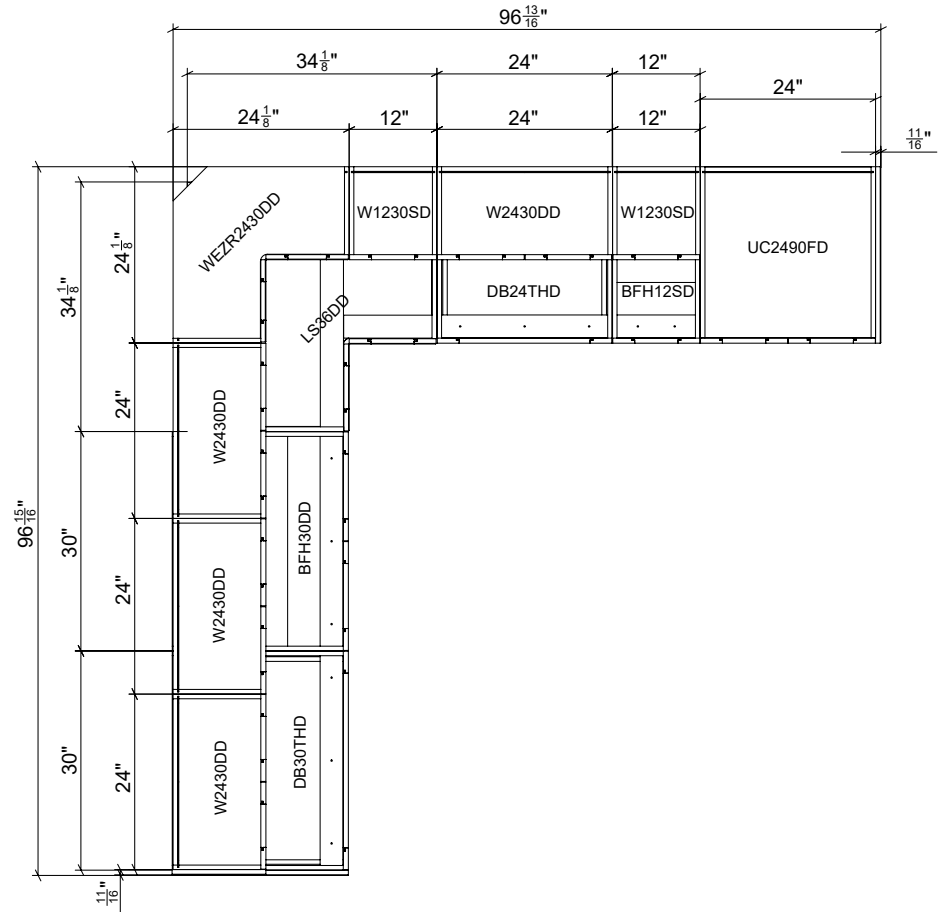 96 13/16"
34 1/8" 24" 12"
24"
24 1/8" 12" 24" 12"
11/16"
W1230SD W2430DD W1230SD
UC2490FD
WEZR2430DD
DB24THD BFH12SD
LS36DD
24 1/8"
34 1/8"
24"
W2430DD
96 15/16"
30"
BFH30DD
24"
W2430DD
30"
DB30THD
24"
W2430DD
11/16"